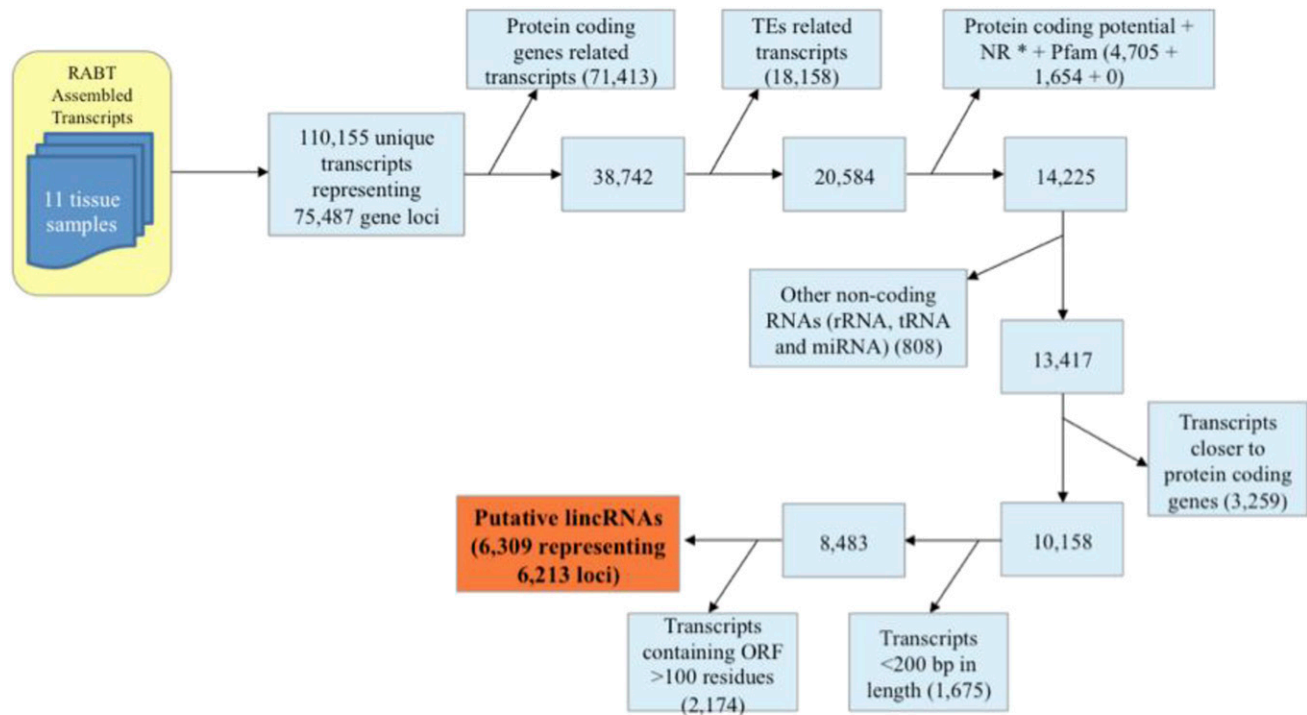 RABT
Assembled
Transcripts
11 tissue
samples
110,155 unique
transcripts
representing
75,487 gene loci
Protein coding
genes related
transcripts (71,413)
38,742
TEs related
transcripts
(18,158)
20,584
Protein coding potential +
NR * + Pfam (4,705 +
1,654 + 0)
14,225
Other non-coding
RNAs (rRNA, tRNA
and miRNA) (808)
13,417
Transcripts
closer to
protein coding
genes (3,259)
10,158
Transcripts
<200 bp in
length (1,675)
8,483
Transcripts
containing ORF
>100 residues
(2,174)
Putative lincRNAs
(6,309 representing
6,213 loci)